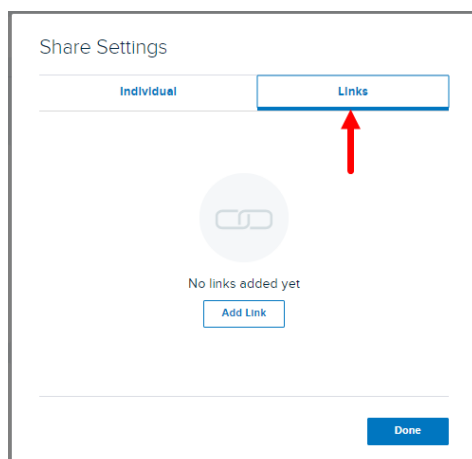 Share Settings
Individual Links
No links added yet
Add Link
Done